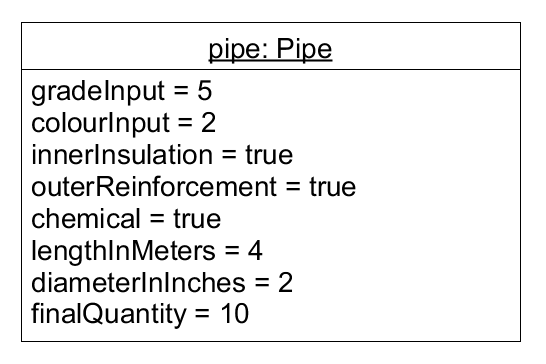 pipe: Pipe
gradeInput = 5
colourInput = 2
innerInsulation = true
outerReinforcement = true
chemical = true
lengthInMeters = 4
diameterInInches = 2
finalQuantity = 10